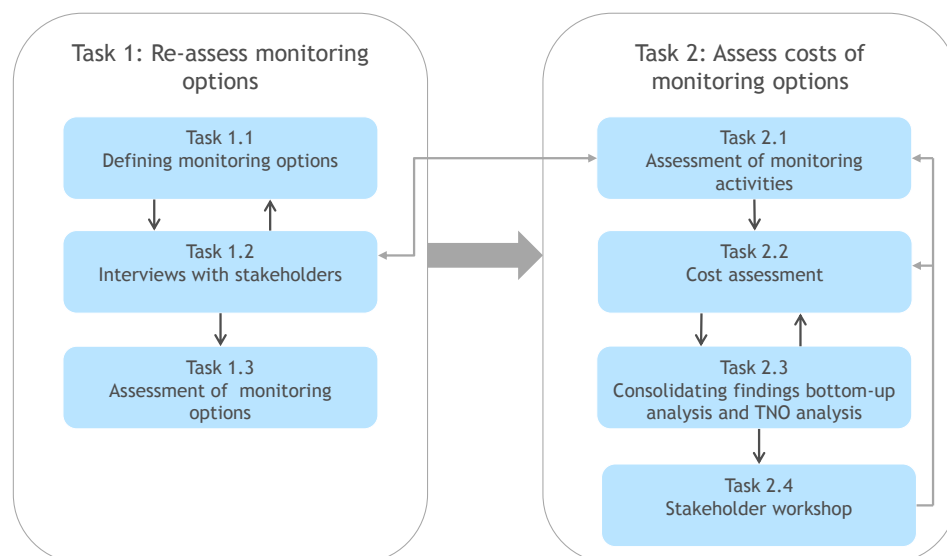 Task 1: Re-assess monitoring
options
Task 1.1
Defining monitoring options
Task 1.2
Interviews with stakeholders
Task 1.3
Assessment of  monitoring
options
Task 2: Assess costs of
monitoring options
Task 2.1
Assessment of monitoring
activities
Task 2.2
Cost assessment
Task 2.3
Consolidating findings bottom-up
analysis and TNO analysis
Task 2.4
Stakeholder workshop